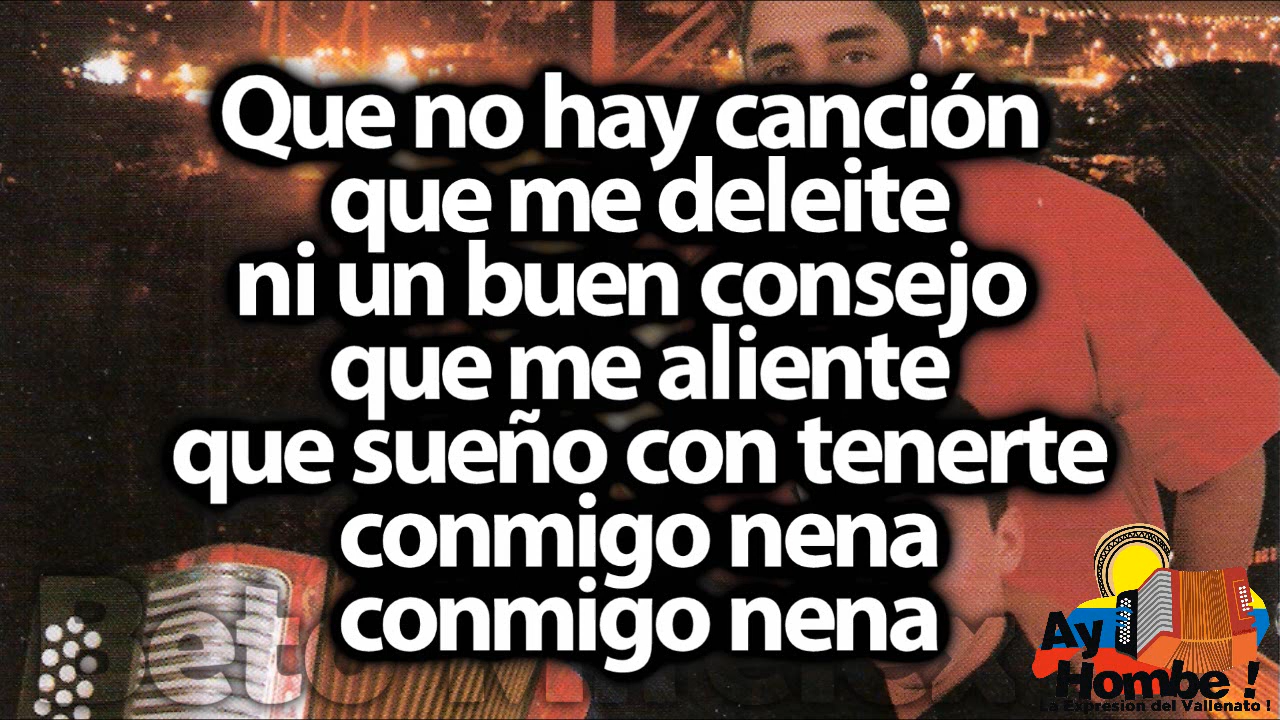 Que no hay canción
que me deleite
ni un buen consejo
que me aliente
que sueño con tenerte
conmigo nena
conmigo nena
Ay
Hombe !
La Expresion del Vallenato !